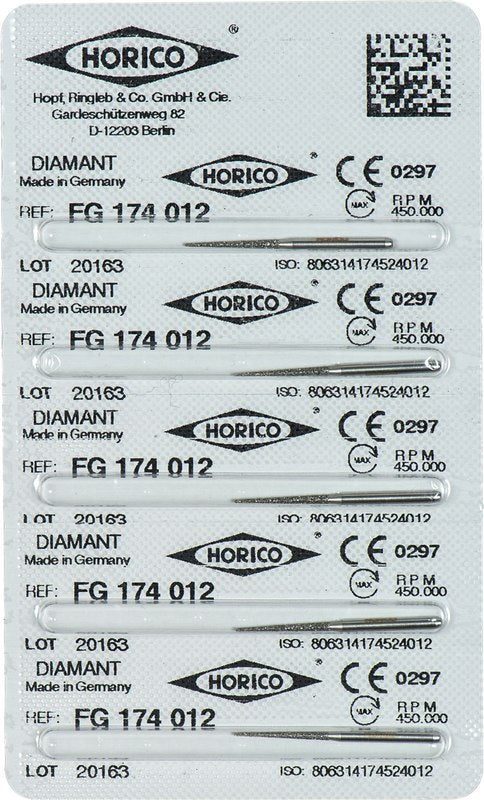 HORICO ®
Hopf, Ringleb & Co. GmbH & Cie.
Gardeschützenweg 82
D-12203 Berlin
DIAMANT
Made in Germany
HORICO ®
CE 0297
REF: FG 174 012
MAX
RPM
450.000
LOT 20163
ISO: 806314174524012
DIAMANT
Made in Germany
HORICO ®
CE 0297
REF: FG 174 012
MAX
RPM
450.000
LOT 20163
ISO: 806314174524012
DIAMANT
Made in Germany
HORICO ®
CE 0297
REF: FG 174 012
MAX
RPM
450.000
LOT 20163
ISO: 806314174524012
DIAMANT
Made in Germany
HORICO ®
CE 0297
REF: FG 174 012
MAX
RPM
450.000
LOT 20163
ISO: 806314174524012
DIAMANT
Made in Germany
HORICO ®
CE 0297
REF: FG 174 012
MAX
RPM
450.000
LOT 20163
ISO: 806314174524012